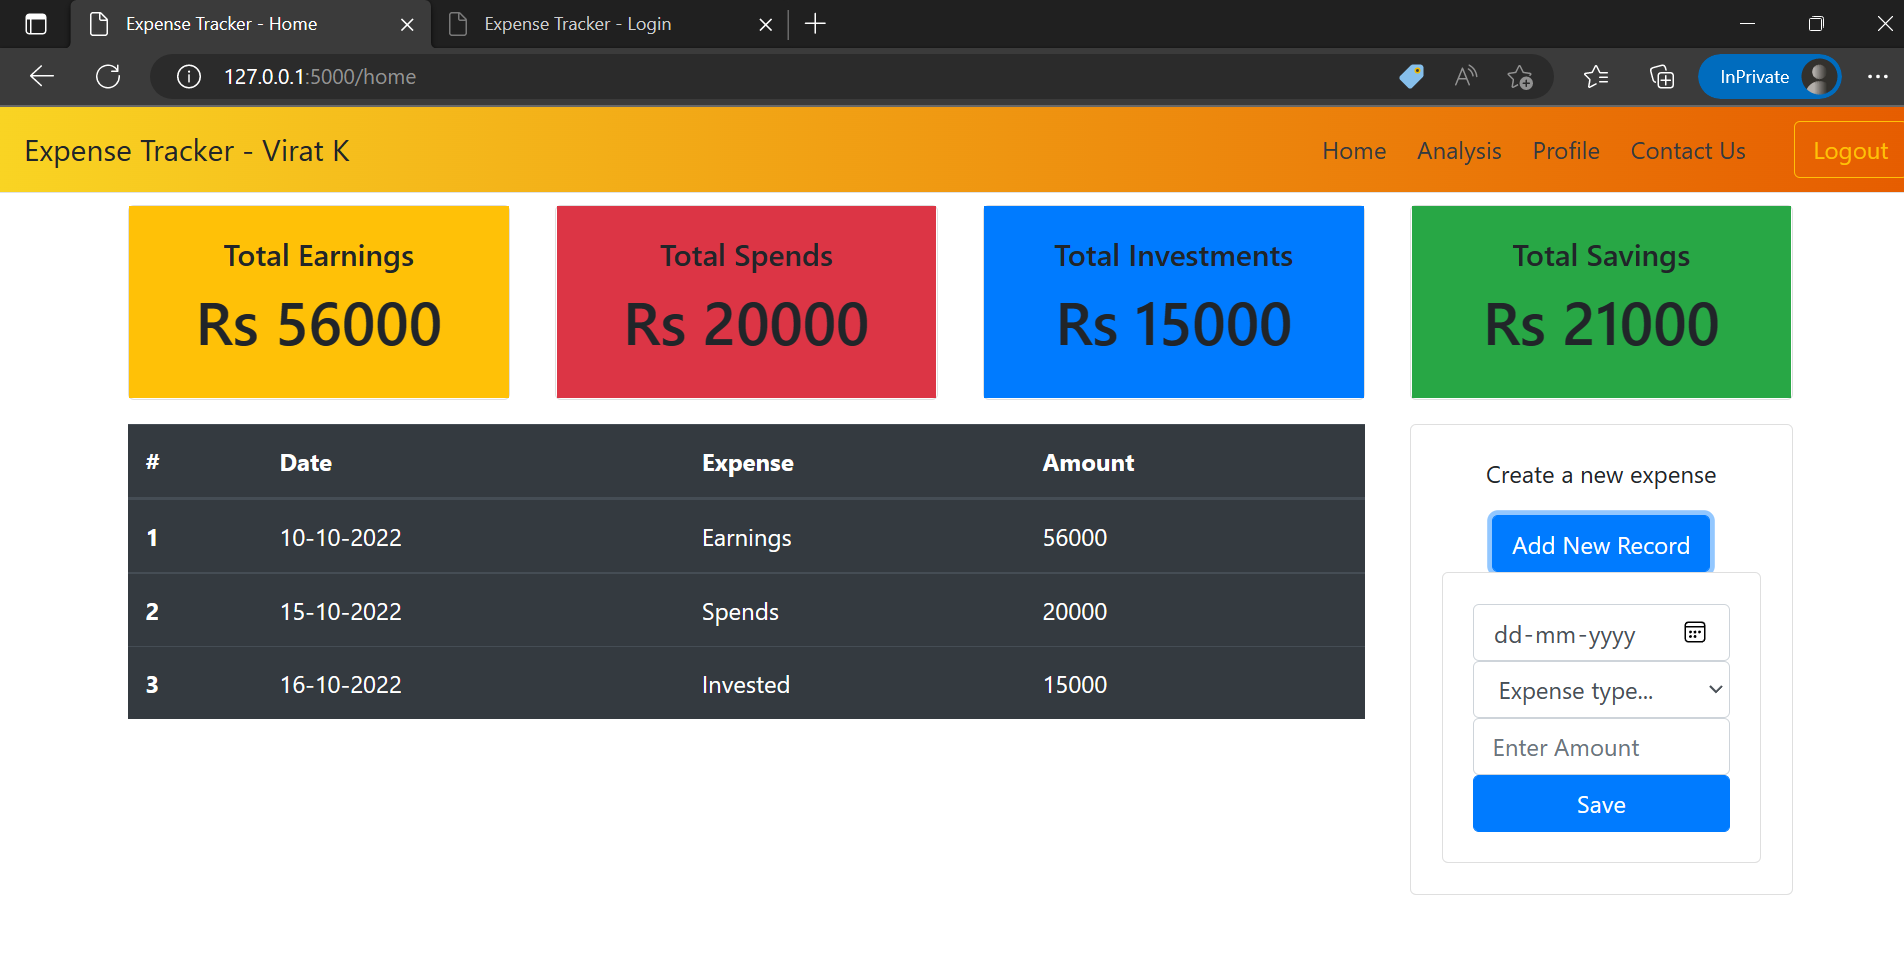 Expense Tracker - Home
Expense Tracker - Login
127.0.0.1:5000/home
InPrivate
Expense Tracker - Virat K
Home Analysis Profile Contact Us Logout
Total Earnings
Rs 56000
Total Spends
Rs 20000
Total Investments
Rs 15000
Total Savings
Rs 21000
# Date Expense Amount
1 10-10-2022 Earnings 56000
2 15-10-2022 Spends 20000
3 16-10-2022 Invested 15000
Create a new expense
Add New Record
dd-mm-yyyy
Expense type...
Enter Amount
Save